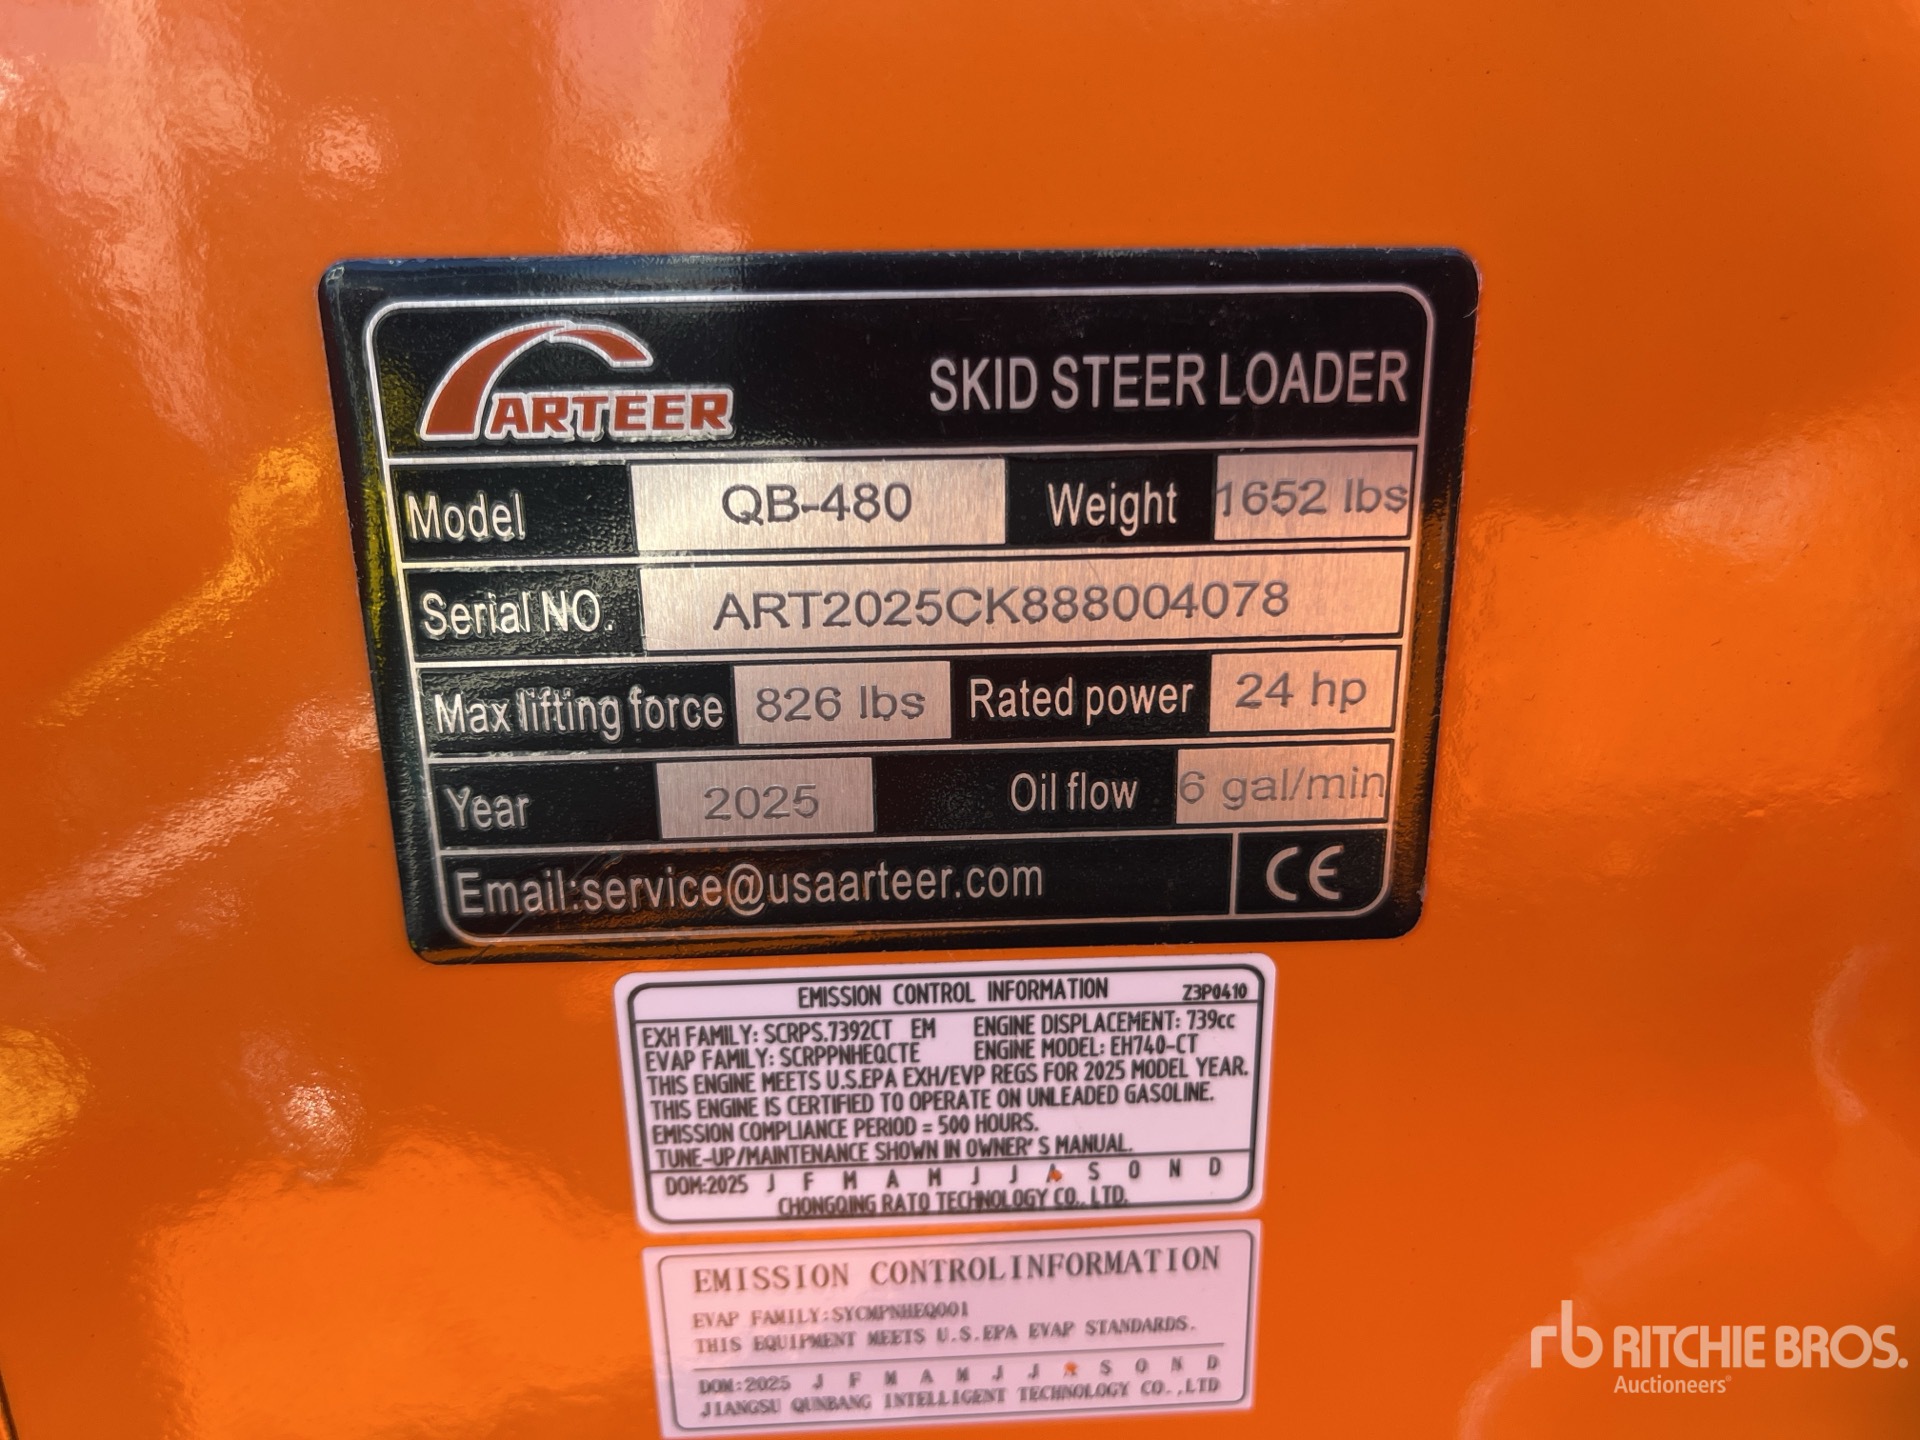 ARTEER
SKID STEER LOADER
Model QB-480 Weight 1652 lbs
Serial NO. ART2025CK888004078
Max lifting force 826 lbs Rated power 24 hp
Year 2025 Oil flow 6 gal/min
Email:service@usaarteer.com CE
EMISSION CONTROL INFORMATION Z3P0410
EXH FAMILY: SCRPS.7392CT EM ENGINE DISPLACEMENT: 739cc
EVAP FAMILY: SCRPPNHEQCTE ENGINE MODEL: EH740-CT
THIS ENGINE MEETS U.S.EPA EXH/EVP REGS FOR 2025 MODEL YEAR.
THIS ENGINE IS CERTIFIED TO OPERATE ON UNLEADED GASOLINE.
EMISSION COMPLIANCE PERIOD = 500 HOURS.
TUNE-UP/MAINTENANCE SHOWN IN OWNER'S MANUAL.
DOM:2025 J F M A M J J A S O N D
CHONGQING RATO TECHNOLOGY CO., LTD.
EMISSION CONTROL INFORMATION
EVAP FAMILY:SYCMPNHEQ001
THIS EQUIPMENT MEETS U.S.EPA EVAP STANDARDS.
DOM:2025 J F M A M J J A S O N D
JIANGSU QUNBANG INTELLIGENT TECHNOLOGY CO.,LTD
rb RITCHIE BROS.
Auctioneers